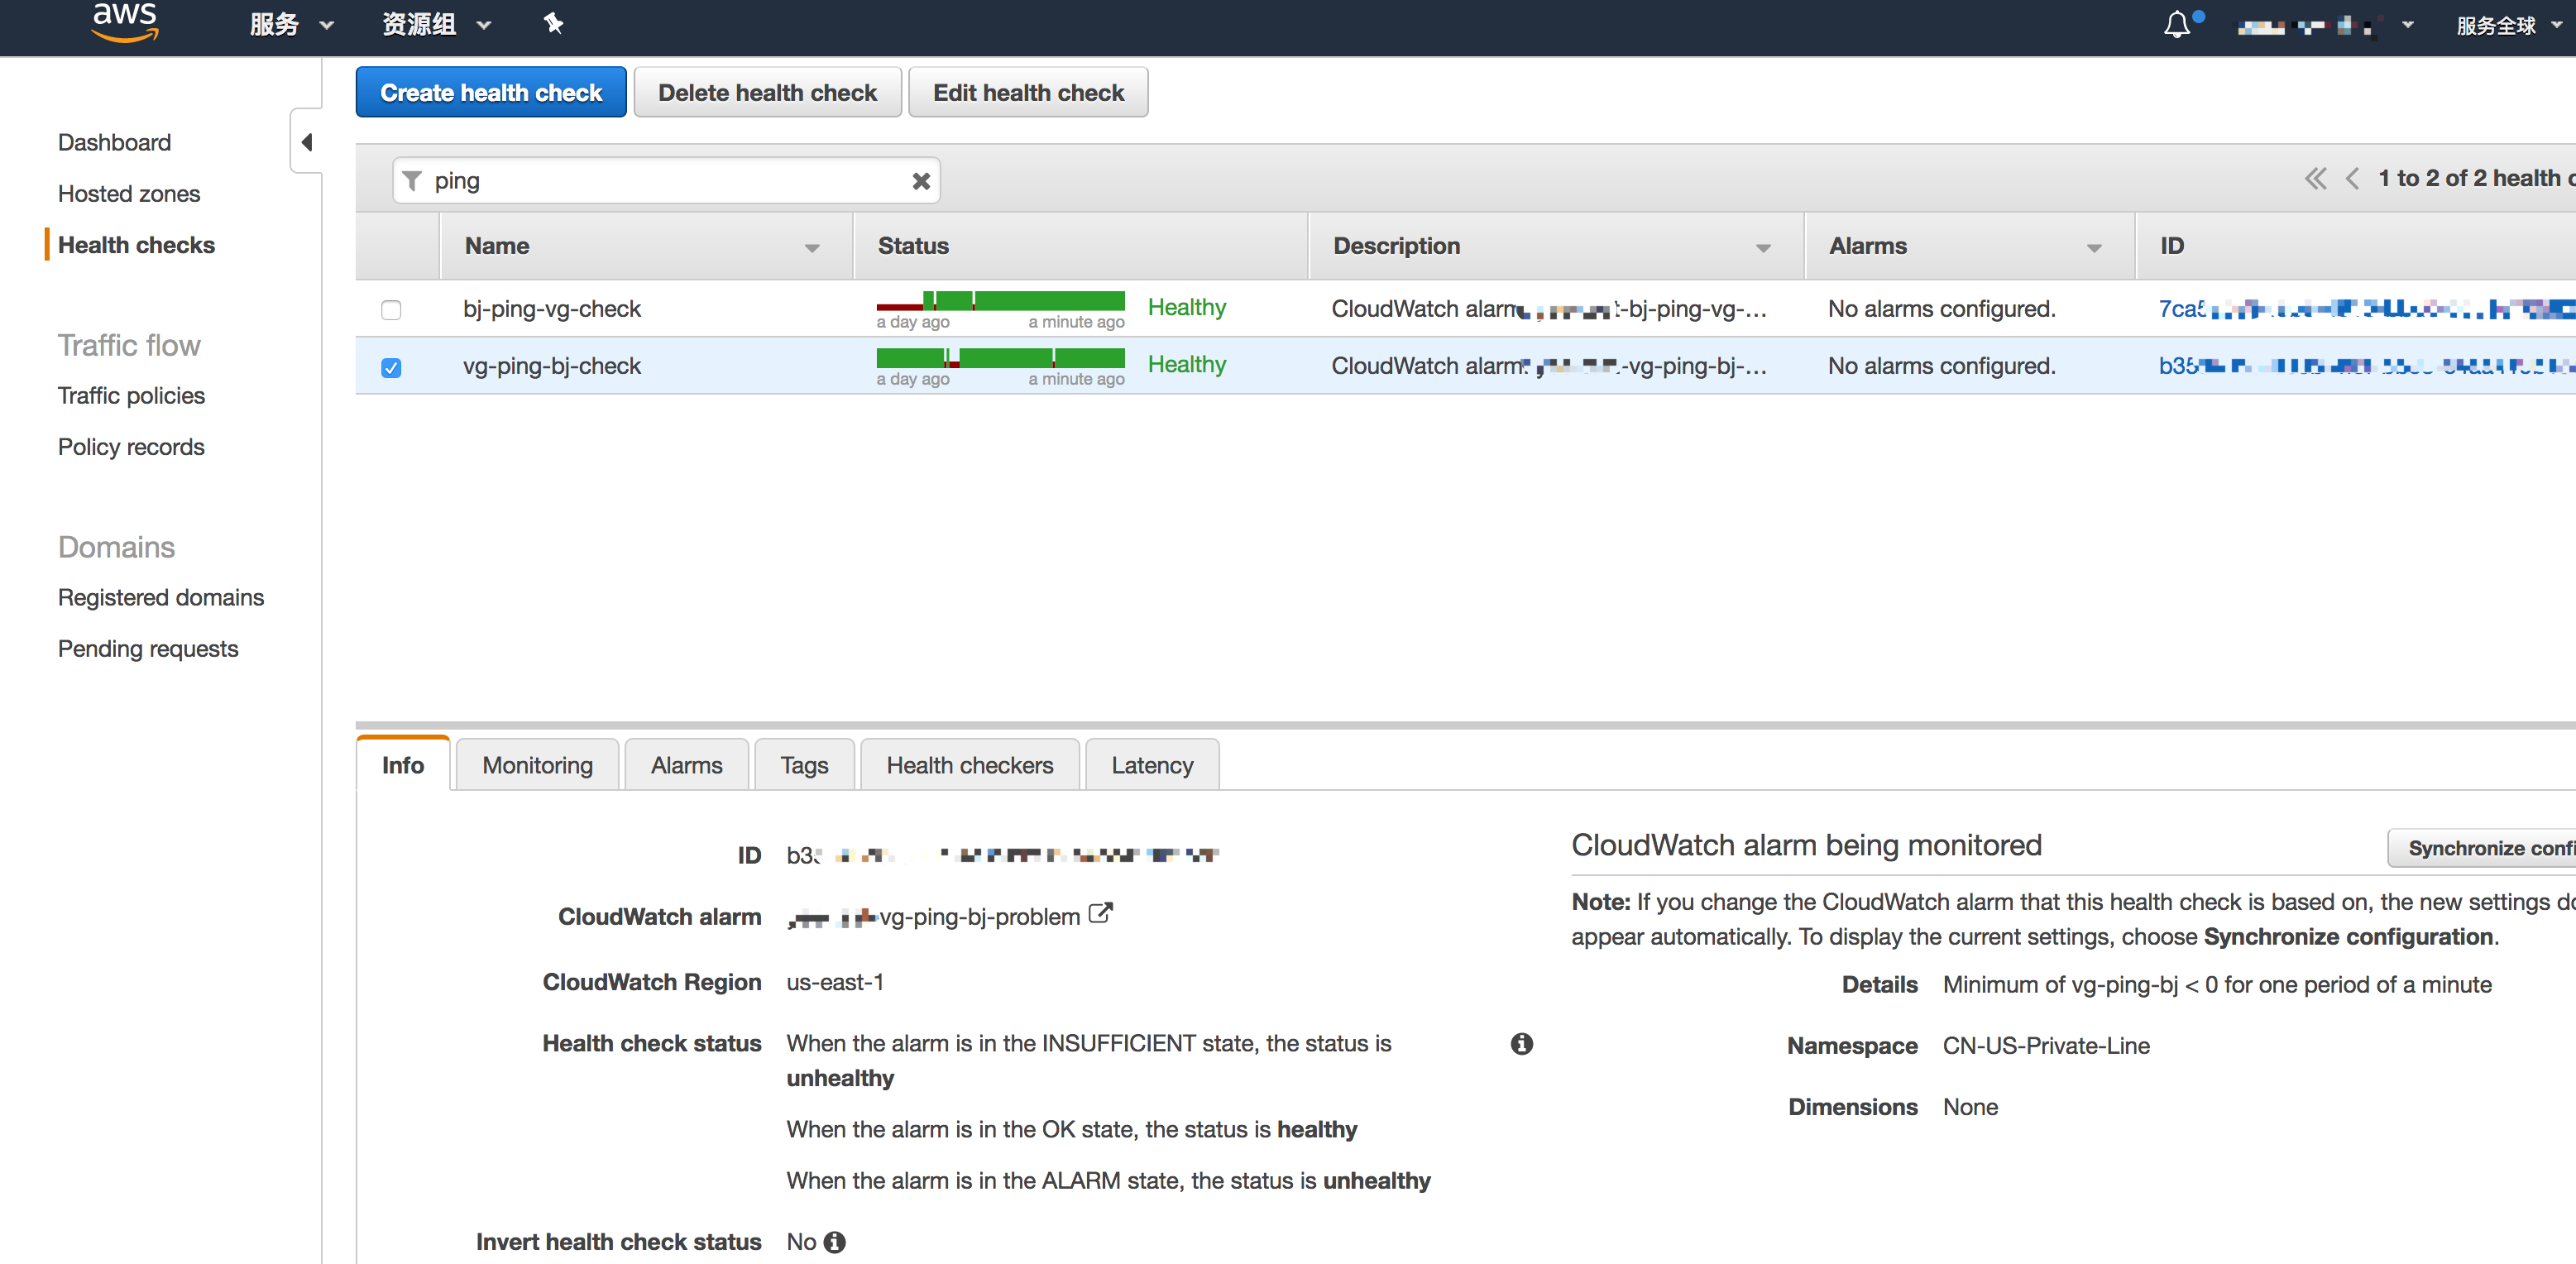 aws 服务 资源组 服务全球
Create health check Delete health check Edit health check
Dashboard
Hosted zones
Health checks
Traffic flow
Traffic policies
Policy records
Domains
Registered domains
Pending requests
ping
1 to 2 of 2 health
Name Status Description Alarms ID
bj-ping-vg-check a day ago a minute ago Healthy CloudWatch alarm -bj-ping-vg-... No alarms configured. 7ca5
vg-ping-bj-check a day ago a minute ago Healthy CloudWatch alarm: -vg-ping-bj-... No alarms configured. b35
Info Monitoring Alarms Tags Health checkers Latency
ID b3
CloudWatch alarm vg-ping-bj-problem
CloudWatch Region us-east-1
Health check status When the alarm is in the INSUFFICIENT state, the status is
unhealthy
When the alarm is in the OK state, the status is healthy
When the alarm is in the ALARM state, the status is unhealthy
Invert health check status No
CloudWatch alarm being monitored
Synchronize confi
Note: If you change the CloudWatch alarm that this health check is based on, the new settings do
appear automatically. To display the current settings, choose Synchronize configuration.
Details Minimum of vg-ping-bj < 0 for one period of a minute
Namespace CN-US-Private-Line
Dimensions None